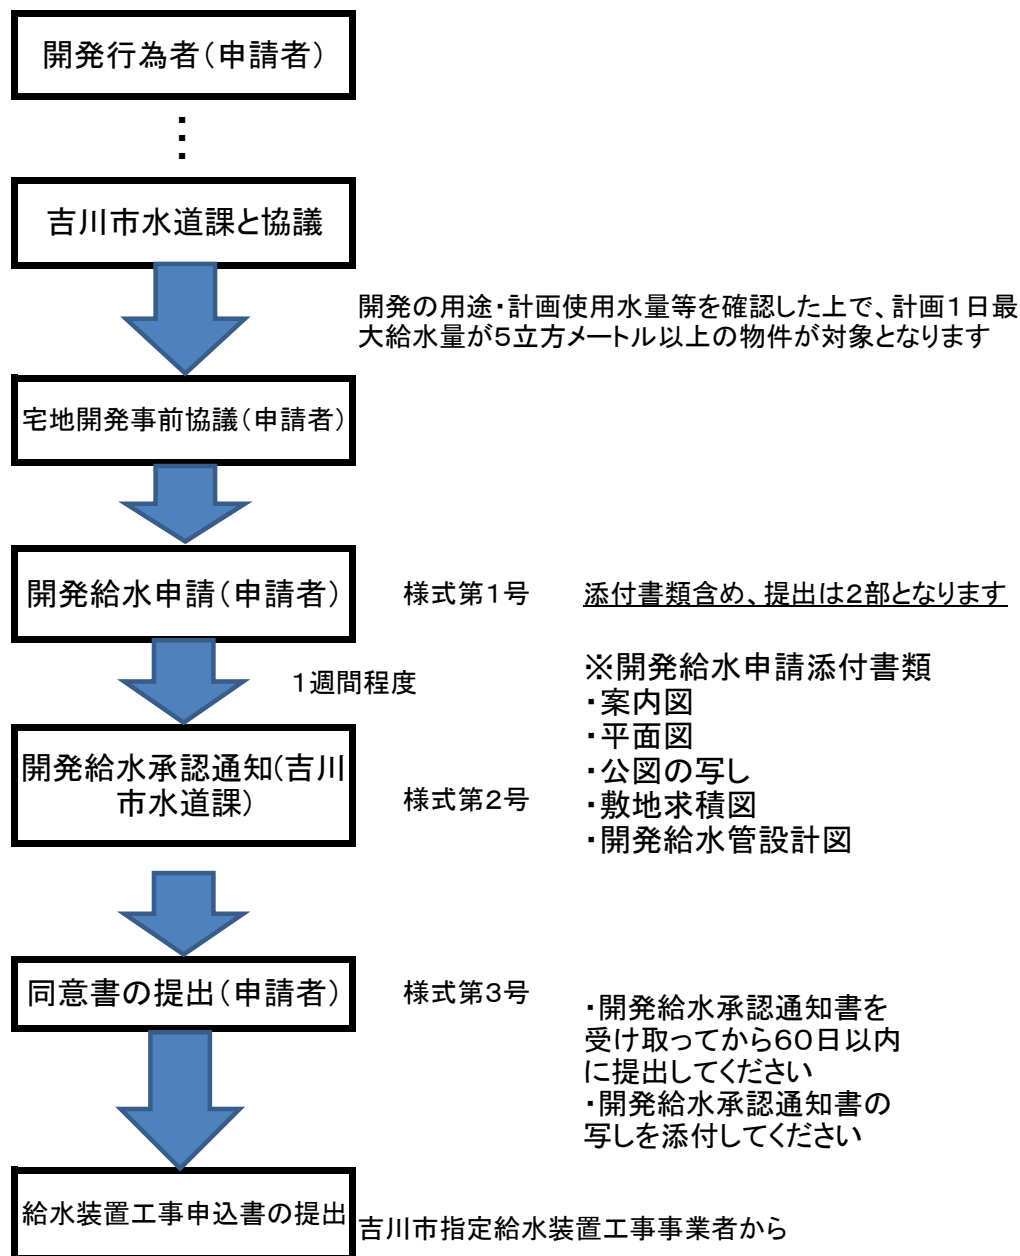 開発行為者(申請者)
・・・
吉川市水道課と協議
開発の用途・計画使用水量等を確認した上で、計画1日最
大給水量が5立方メートル以上の物件が対象となります
宅地開発事前協議(申請者)
開発給水申請(申請者)
様式第1号
添付書類含め、提出は2部となります
1週間程度
※開発給水申請添付書類
・案内図
・平面図
・公図の写し
・敷地求積図
・開発給水管設計図
開発給水承認通知(吉川
市水道課)
様式第2号
同意書の提出(申請者)
様式第3号
・開発給水承認通知書を
受け取ってから60日以内
に提出してください
・開発給水承認通知書の
写しを添付してください
給水装置工事申込書の提出
吉川市指定給水装置工事事業者から